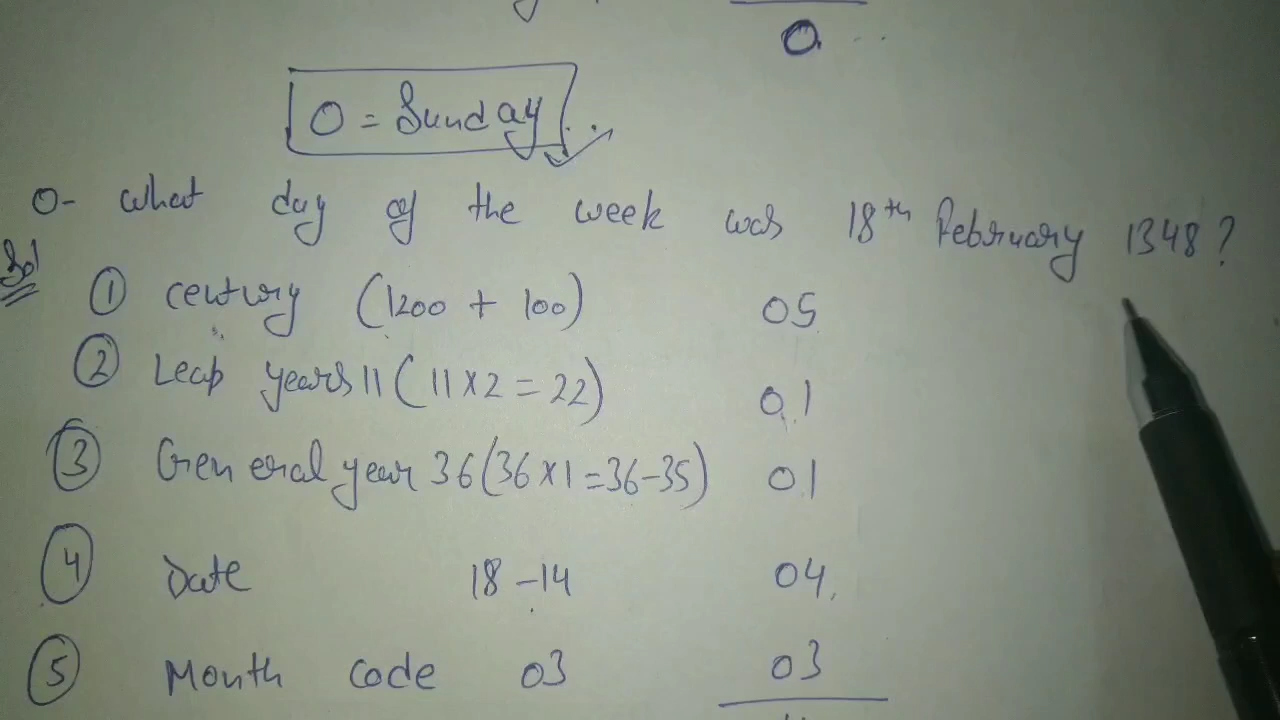 0
0 = Sunday
Q- What day of the week was 18th February 1348?
Sol
① century (1200 + 100) 05
② Leap years 11 (11×2=22) 01
③ General year 36 (36×1=36-35) 01
④ Date 18-14 04
⑤ Month code 03 03